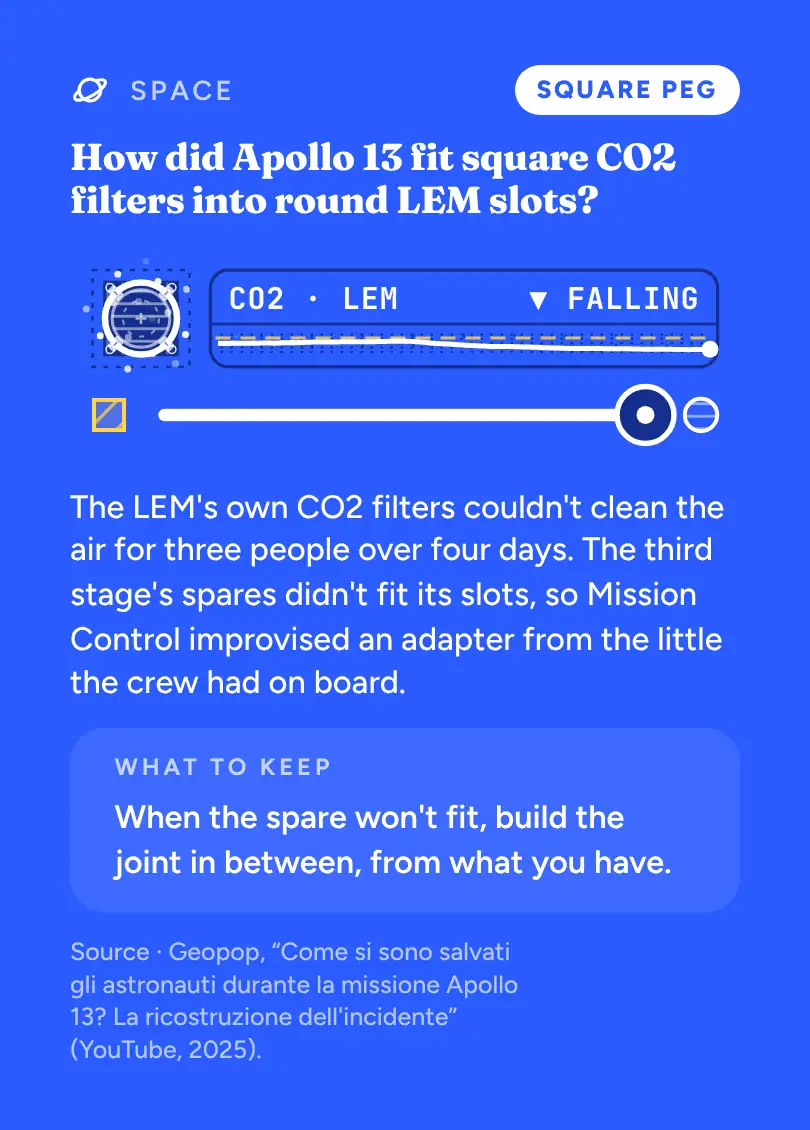 SPACE
SQUARE PEG
How did Apollo 13 fit square CO2
filters into round LEM slots?
CO2 · LEM
▼ FALLING
The LEM's own CO2 filters couldn't clean the
air for three people over four days. The third
stage's spares didn't fit its slots, so Mission
Control improvised an adapter from the little
the crew had on board.
WHAT TO KEEP
When the spare won't fit, build the
joint in between, from what you have.
Source · Geopop, “Come si sono salvati
gli astronauti durante la missione Apollo
13? La ricostruzione dell'incidente”
(YouTube, 2025).